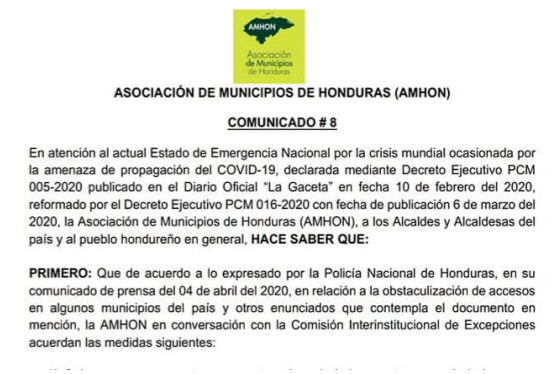 AMHON
Asociación
de Municipios
de Honduras
ASOCIACIÓN DE MUNICIPIOS DE HONDURAS (AMHON)
COMUNICADO # 8
En atención al actual Estado de Emergencia Nacional por la crisis mundial ocasionada por
la amenaza de propagación del COVID-19, declarada mediante Decreto Ejecutivo PCM
005-2020 publicado en el Diario Oficial “La Gaceta” en fecha 10 de febrero del 2020,
reformado por el Decreto Ejecutivo PCM 016-2020 con fecha de publicación 6 de marzo del
2020, la Asociación de Municipios de Honduras (AMHON), a los Alcaldes y Alcaldesas del
país y al pueblo hondureño en general, HACE SABER QUE:
PRIMERO: Que de acuerdo a lo expresado por la Policía Nacional de Honduras, en su
comunicado de prensa del 04 de abril del 2020, en relación a la obstaculización de accesos
en algunos municipios del país y otros enunciados que contempla el documento en
mención, la AMHON en conversación con la Comisión Interinstitucional de Excepciones
acuerdan las medidas siguientes: